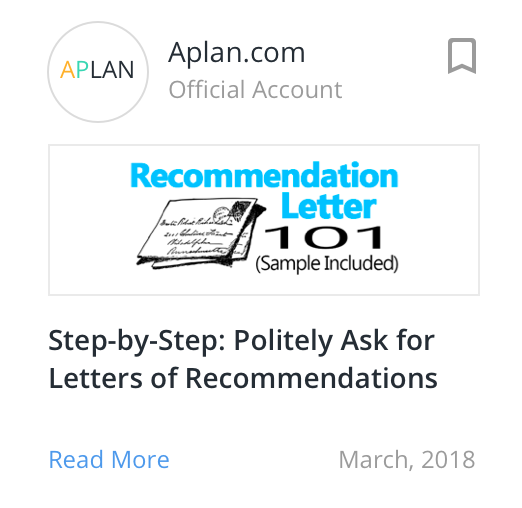 Aplan.com
APLAN
Official Account
Recommendation
Letter
101
(Sample Included)
Step-by-Step: Politely Ask for
Letters of Recommendations
Read More
March, 2018